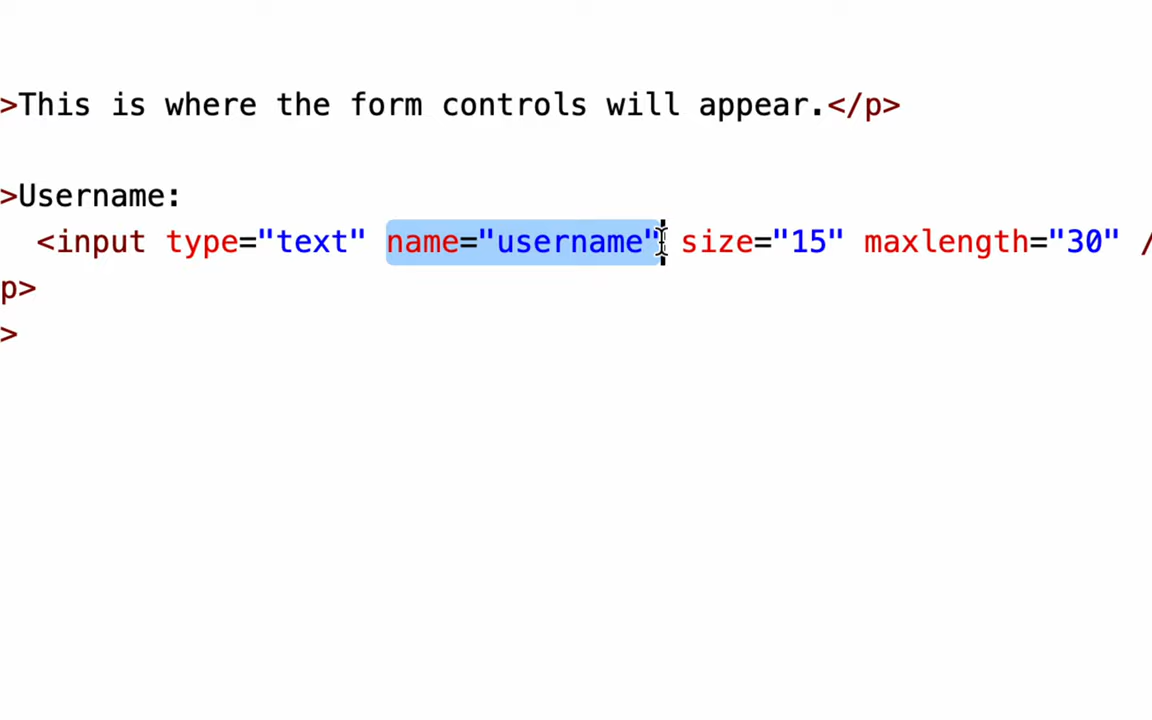 >This is where the form controls will appear.</p>
>Username:
<input type="text" name="username" size="15" maxlength="30" /
p>
>